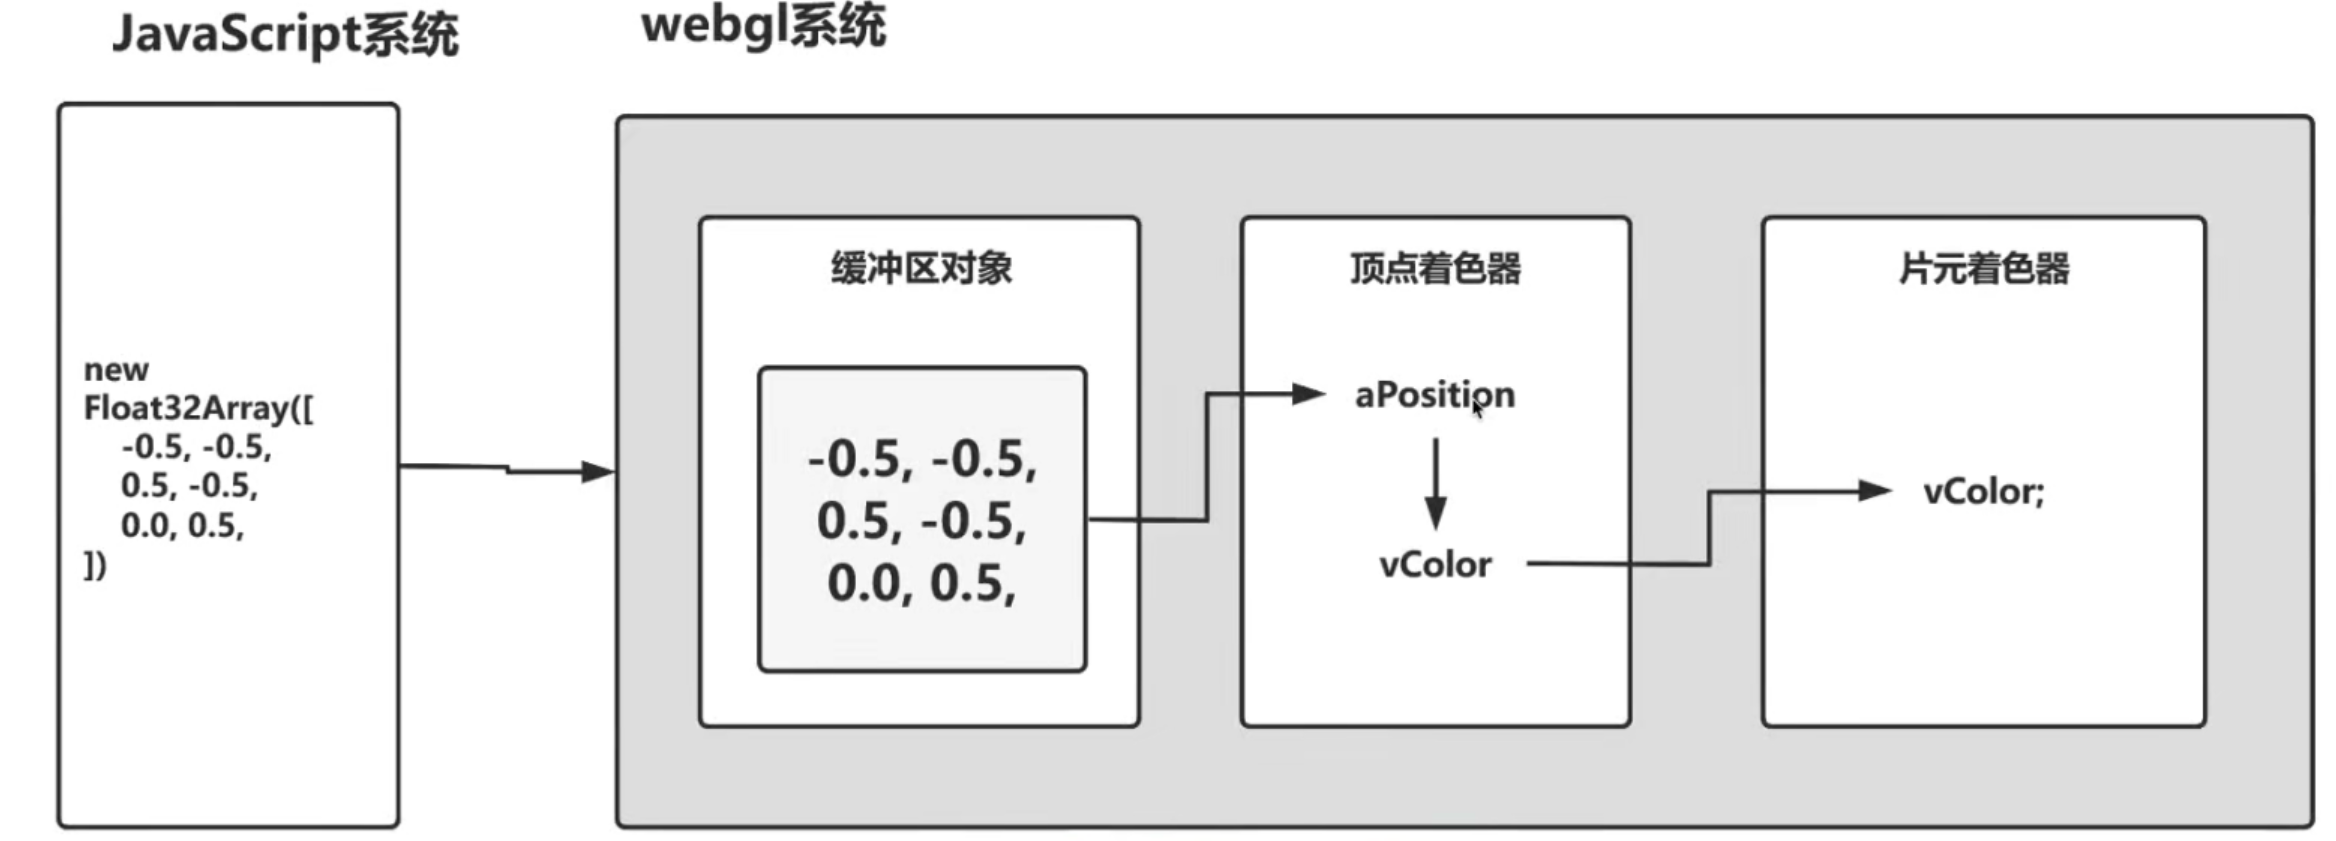 JavaScript系统
webgl系统
new
Float32Array([
-0.5, -0.5,
0.5, -0.5,
0.0, 0.5,
])
缓冲区对象
-0.5, -0.5,
0.5, -0.5,
0.0, 0.5,
顶点着色器
aPosition
vColor
片元着色器
vColor;